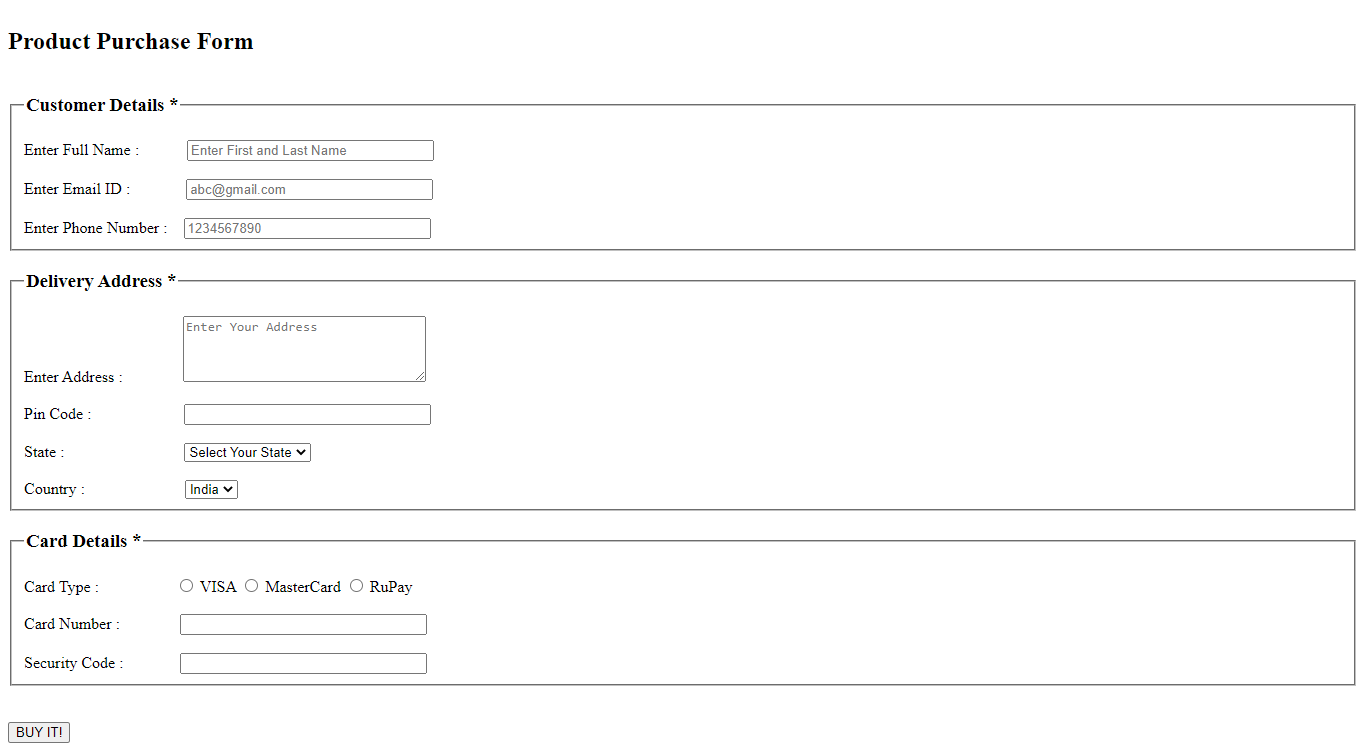 Product Purchase Form
Customer Details *
Enter Full Name : Enter First and Last Name
Enter Email ID : abc@gmail.com
Enter Phone Number : 1234567890
Delivery Address *
Enter Your Address
Enter Address :
Pin Code :
State : Select Your State
Country : India
Card Details *
Card Type : VISA MasterCard RuPay
Card Number :
Security Code :
BUY IT!